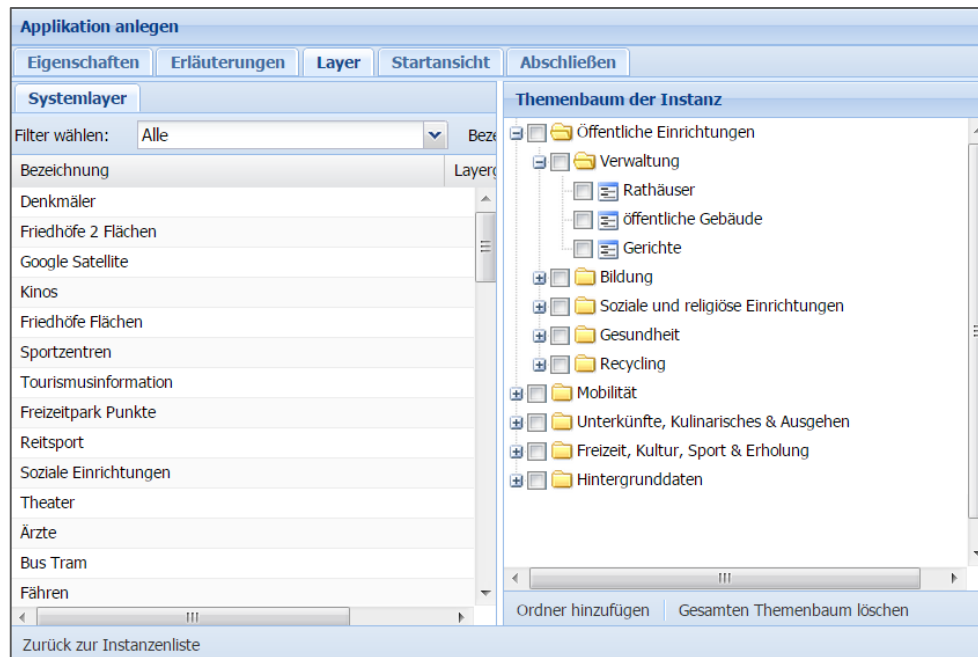 Applikation anlegen
Eigenschaften Erläuterungen Layer Startansicht Abschließen
Systemlayer
Filter wählen: Alle
Bezeichnung
Denkmäler
Friedhöfe 2 Flächen
Google Satellite
Kinos
Friedhöfe Flächen
Sportzentren
Tourismusinformation
Freizeitpark Punkte
Reitsport
Soziale Einrichtungen
Theater
Ärzte
Bus Tram
Fähren
Themenbaum der Instanz
Öffentliche Einrichtungen
Verwaltung
Rathäuser
öffentliche Gebäude
Gerichte
Bildung
Soziale und religiöse Einrichtungen
Gesundheit
Recycling
Mobilität
Unterkünfte, Kulinarisches & Ausgehen
Freizeit, Kultur, Sport & Erholung
Hintergrunddaten
Ordner hinzufügen Gesamten Themenbaum löschen
Zurück zur Instanzenliste